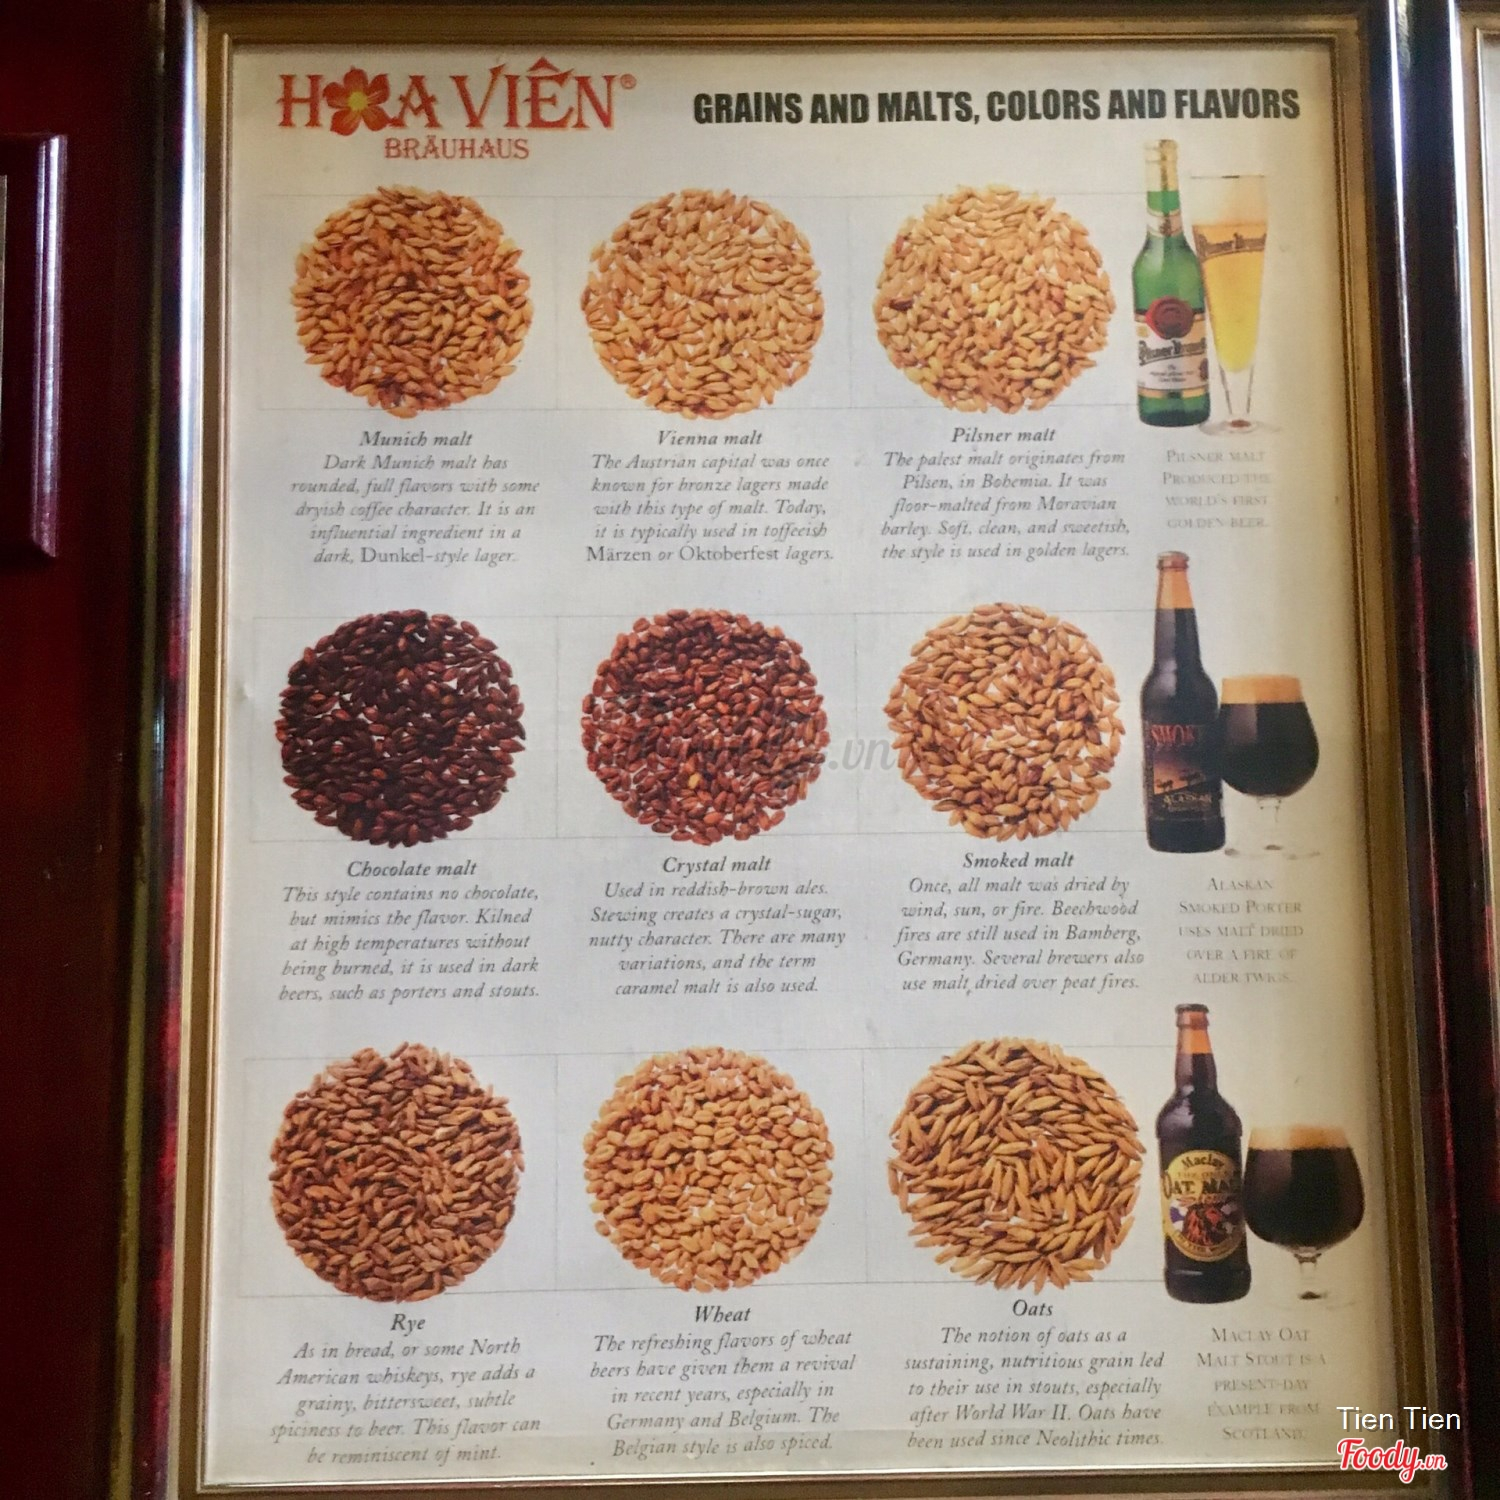 HOA VIÊN®
BRÄUHAUS
GRAINS AND MALTS, COLORS AND FLAVORS
Munich malt
Dark Munich malt has
rounded, full flavors with some
dryish coffee character. It is an
influential ingredient in a
dark, Dunkel-style lager.
Vienna malt
The Austrian capital was once
known for bronze lagers made
with this type of malt. Today,
it is typically used in toffeeish
Märzen or Oktoberfest lagers.
Pilsner malt
The palest malt originates from
Pilsen, in Bohemia. It was
floor-malted from Moravian
barley. Soft, clean, and sweetish,
the style is used in golden lagers.
PILSNER MALT
PRODUCED THE
WORLD'S FIRST
GOLDEN BEER.
Chocolate malt
This style contains no chocolate,
but mimics the flavor. Kilned
at high temperatures without
being burned, it is used in dark
beers, such as porters and stouts.
Crystal malt
Used in reddish-brown ales.
Stewing creates a crystal-sugar,
nutty character. There are many
variations, and the term
caramel malt is also used.
Smoked malt
Once, all malt was dried by
wind, sun, or fire. Beechwood
fires are still used in Bamberg,
Germany. Several brewers also
use malt dried over peat fires.
ALASKAN
SMOKED PORTER
USES MALT DRIED
OVER A FIRE OF
ALDER TWIGS.
Rye
As in bread, or some North
American whiskeys, rye adds a
grainy, bittersweet, subtle
spiciness to beer. This flavor can
be reminiscent of mint.
Wheat
The refreshing flavors of wheat
beers have given them a revival
in recent years, especially in
Germany and Belgium. The
Belgian style is also spiced.
Oats
The notion of oats as a
sustaining, nutritious grain led
to their use in stouts, especially
after World War II. Oats have
been used since Neolithic times.
Maclay
OAT MAL
MACLAY OAT
MALT STOUT IS A
PRESENT-DAY
EXAMPLE FROM
SCOTLAND.
Tien Tien
Foody.vn